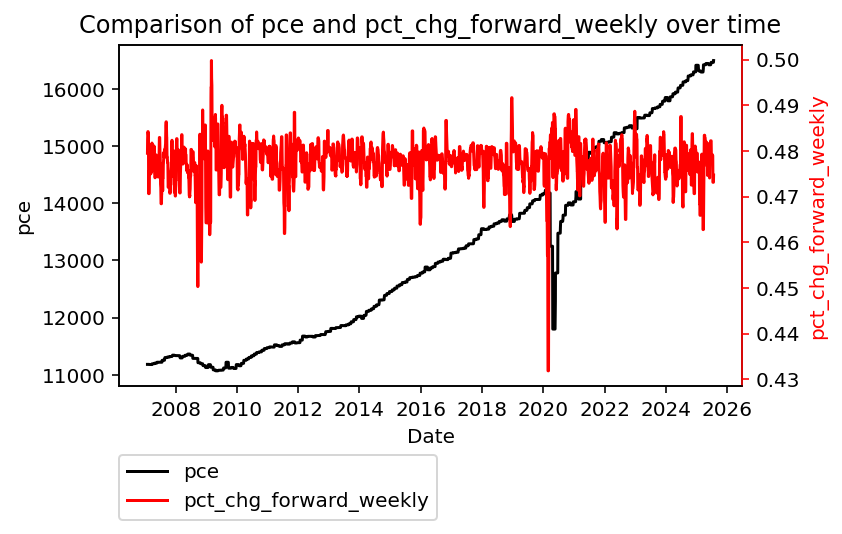 Comparison of pce and pct_chg_forward_weekly over time
16000
15000
14000
13000
12000
11000
pce
0.50
0.49
0.48
0.47
0.46
0.45
0.44
0.43
pct_chg_forward_weekly
2008 2010 2012 2014 2016 2018 2020 2022 2024 2026
Date
pce
pct_chg_forward_weekly